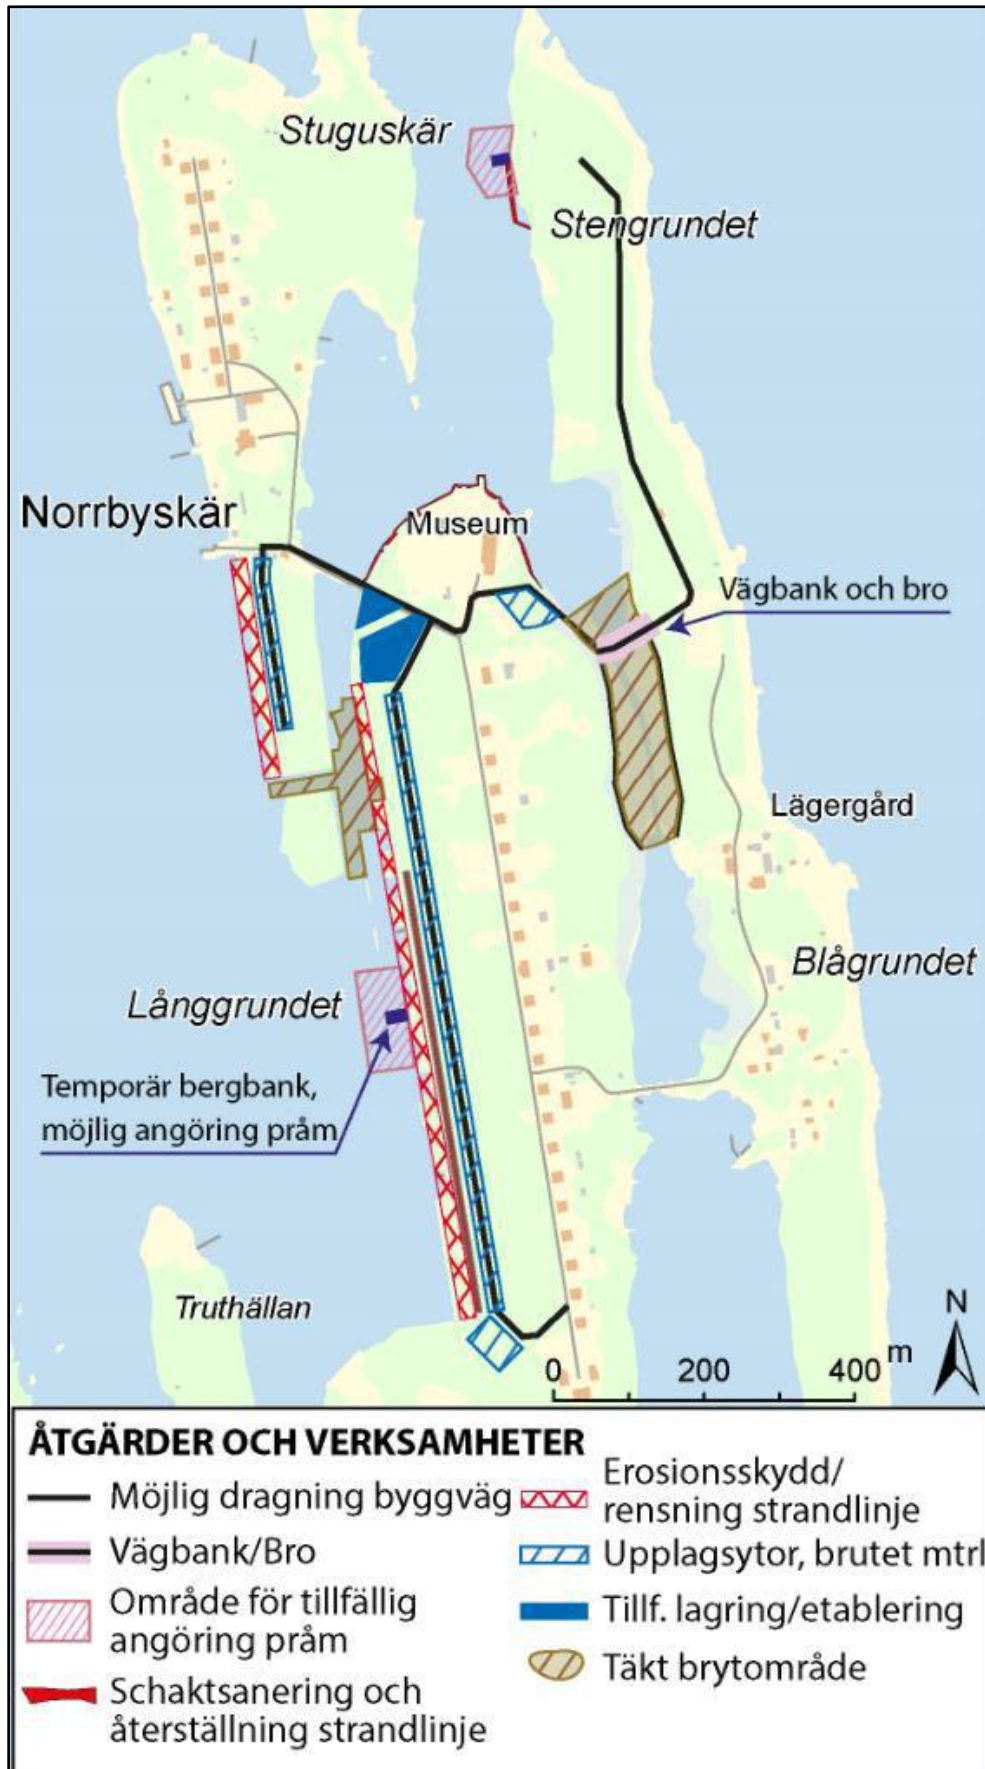 Stuguskär
Stengrundet
Norrbyskär
Museum
Vägbank och bro
Lägergård
Blågrundet
Långgrundet
Temporär bergbank,
möjlig angöring pråm
Truthällan
N
0 200 400 m
ÅTGÄRDER OCH VERKSAMHETER
Möjlig dragning byggväg
Vägbank/Bro
Område för tillfällig
angöring pråm
Schaktsanering och
återställning strandlinje
Erosionsskydd/
rensning strandlinje
Upplagsytor, brutet mtrl
Tillf. lagring/etablering
Täkt brytområde